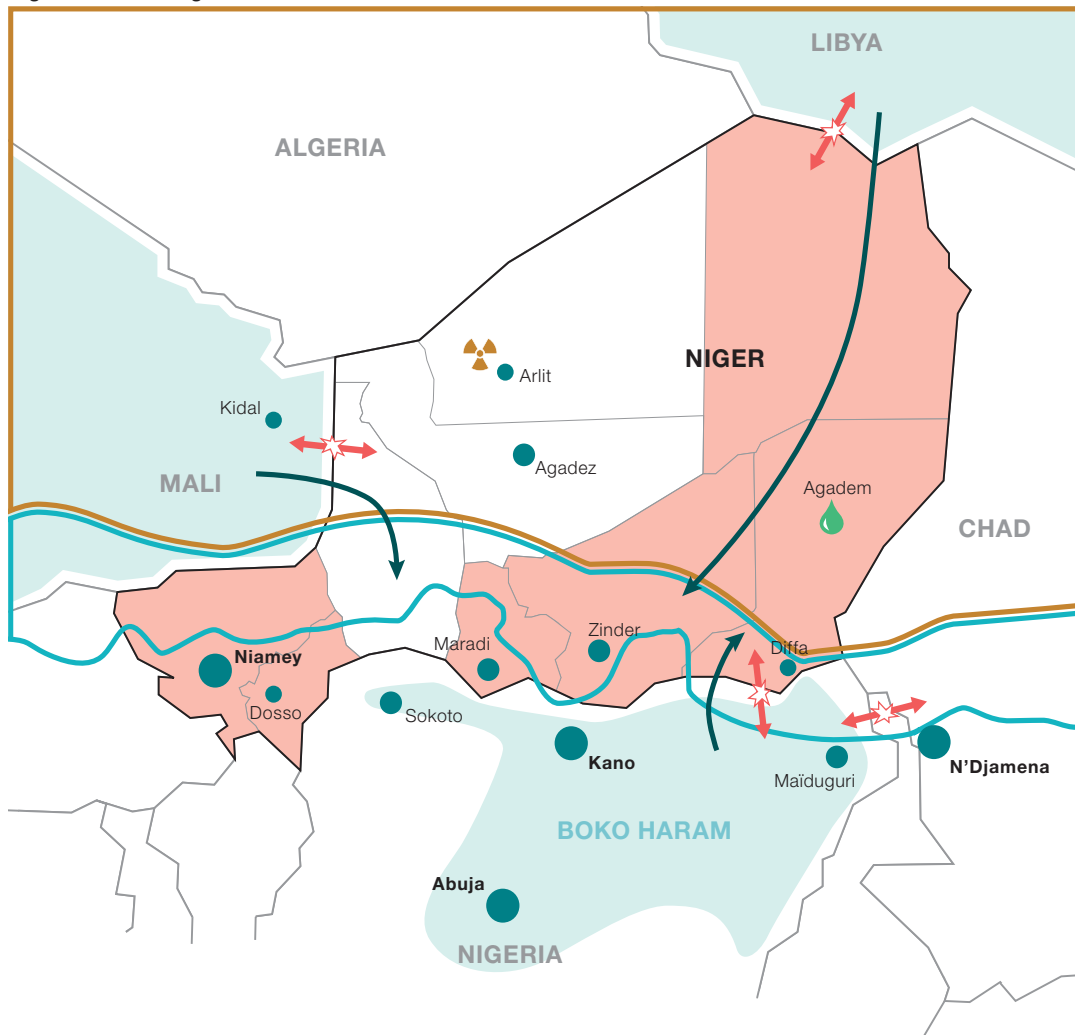 LIBYA
ALGERIA
NIGER
Arlit
Kidal
Agadez
MALI
Agadem
CHAD
Zinder
Maradi
Diffa
Niamey
Dosso
Sokoto
Kano
N'Djamena
Maïduguri
BOKO HARAM
Abuja
NIGERIA